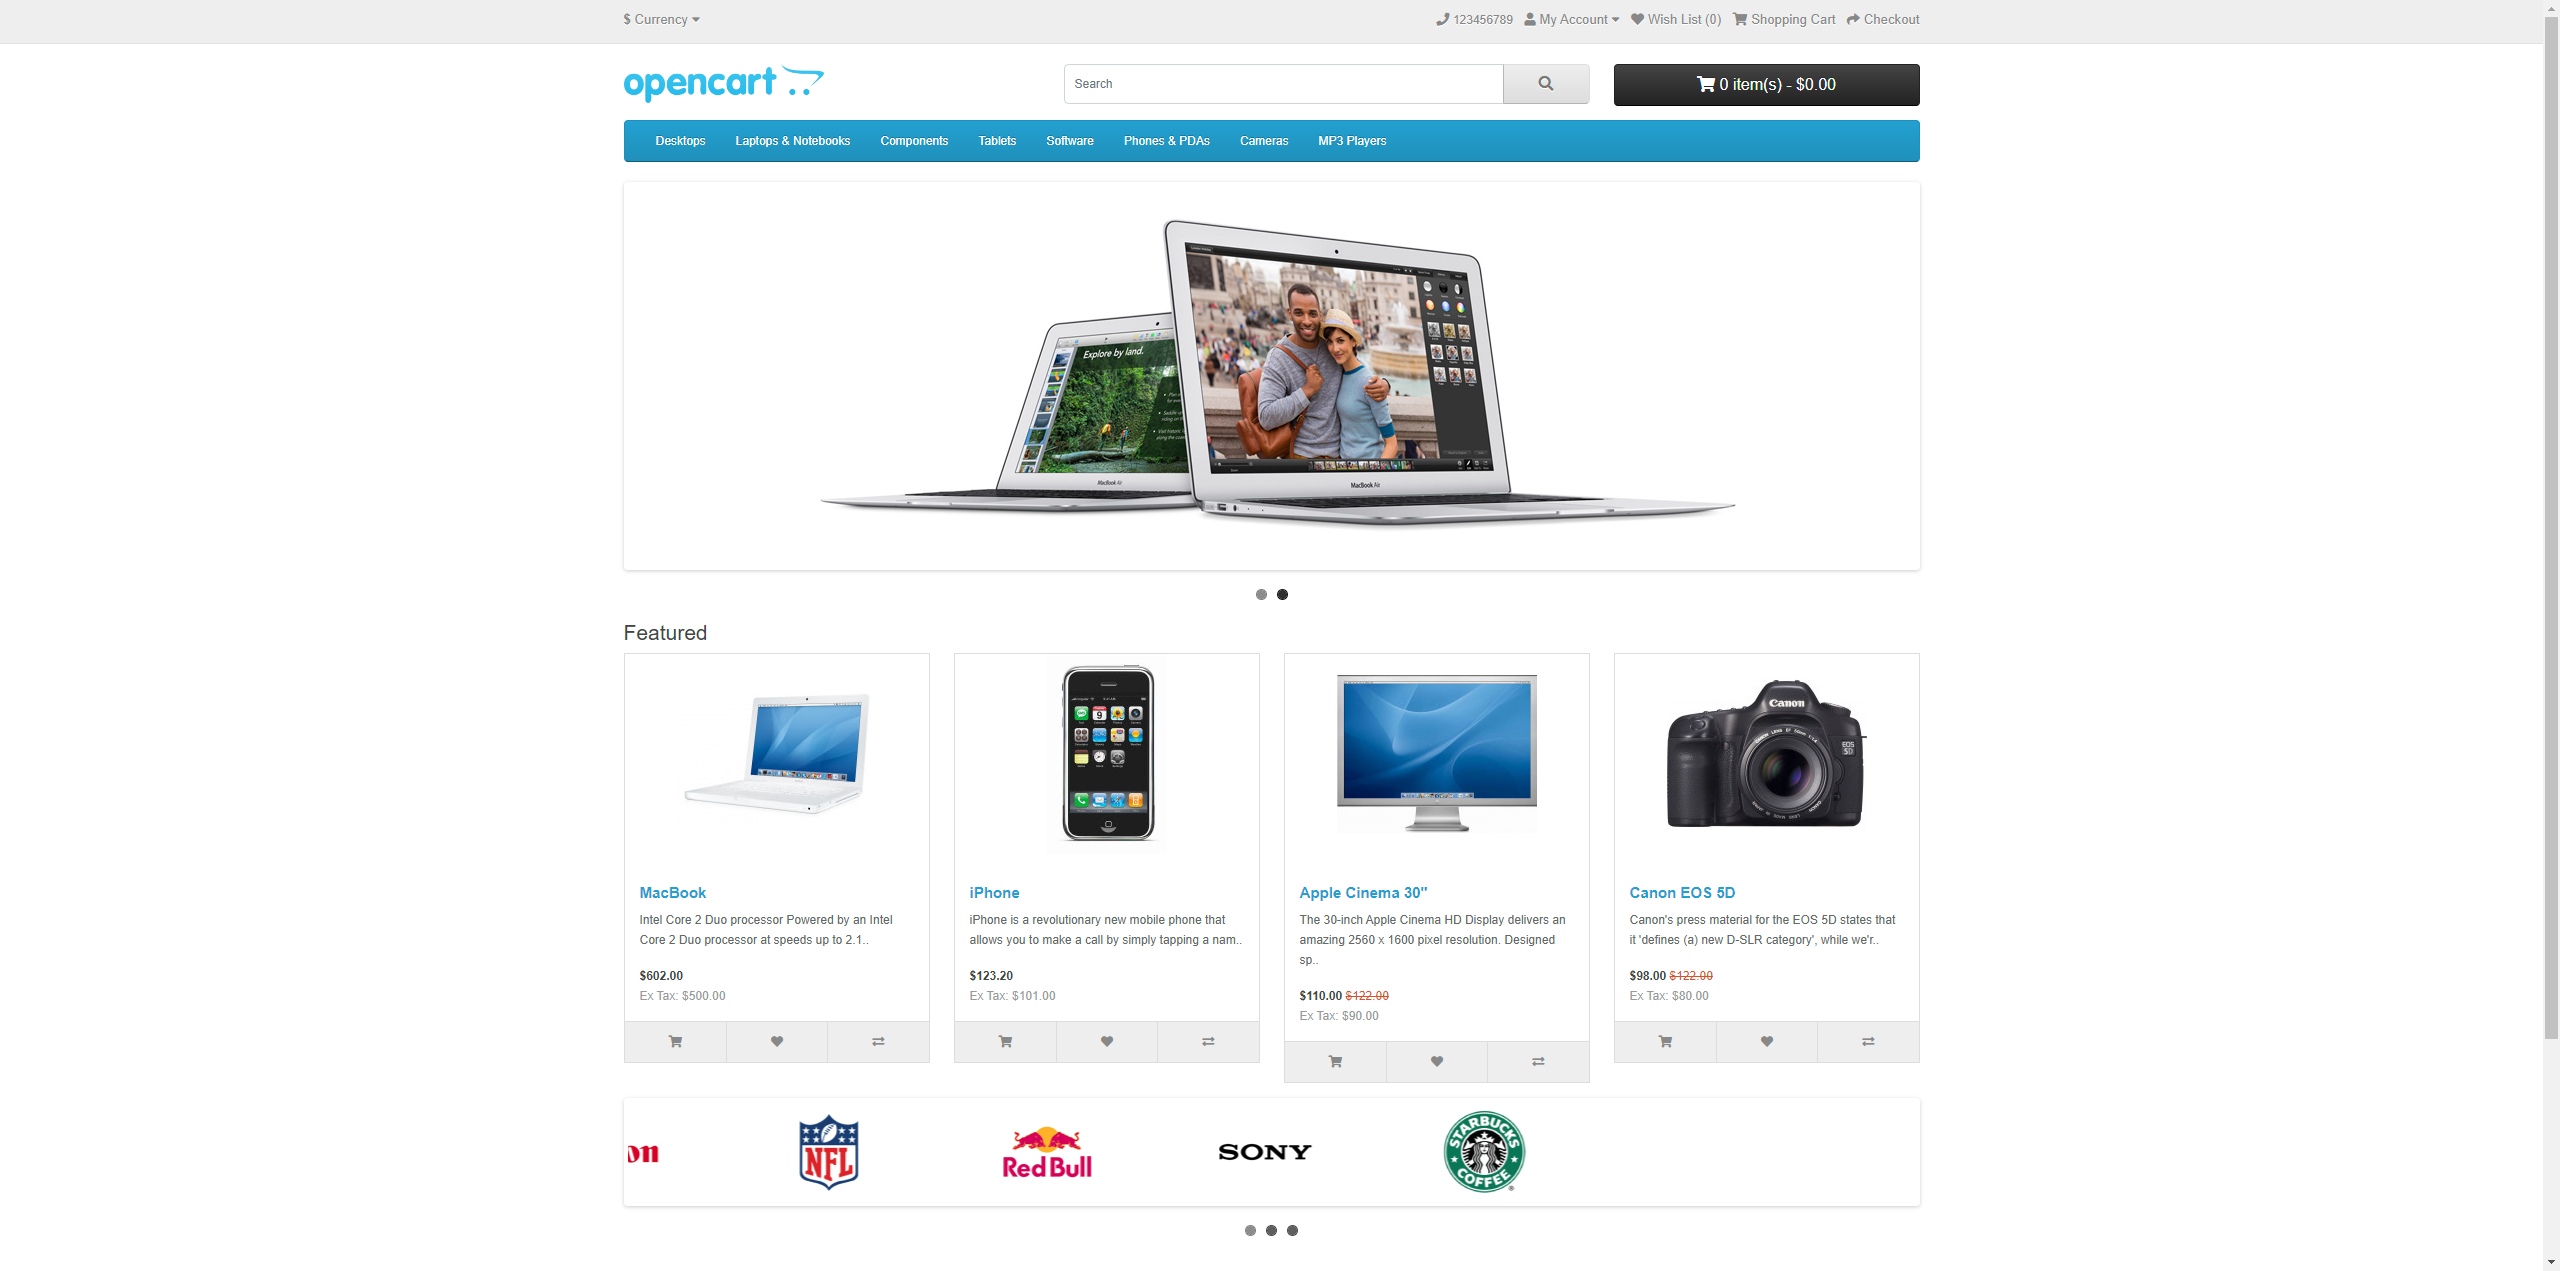 $ Currency
123456789 My Account Wish List (0) Shopping Cart Checkout
opencart
Search
0 item(s) - $0.00
Desktops Laptops & Notebooks Components Tablets Software Phones & PDAs Cameras MP3 Players
Explore by land.
MacBook Air
MacBook Air
Featured
Canon
EOS
5D
MacBook
Intel Core 2 Duo processor Powered by an Intel
Core 2 Duo processor at speeds up to 2.1..
$602.00
Ex Tax: $500.00
iPhone
iPhone is a revolutionary new mobile phone that
allows you to make a call by simply tapping a nam..
$123.20
Ex Tax: $101.00
Apple Cinema 30"
The 30-inch Apple Cinema HD Display delivers an
amazing 2560 x 1600 pixel resolution. Designed
sp..
$110.00 $122.00
Ex Tax: $90.00
Canon EOS 5D
Canon's press material for the EOS 5D states that
it 'defines (a) new D-SLR category', while we'r..
$98.00 $122.00
Ex Tax: $80.00
on
NFL
Red Bull
SONY
STARBUCKS
COFFEE